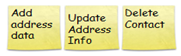 Add
address
data
Update
Address
Info
Delete
Contact